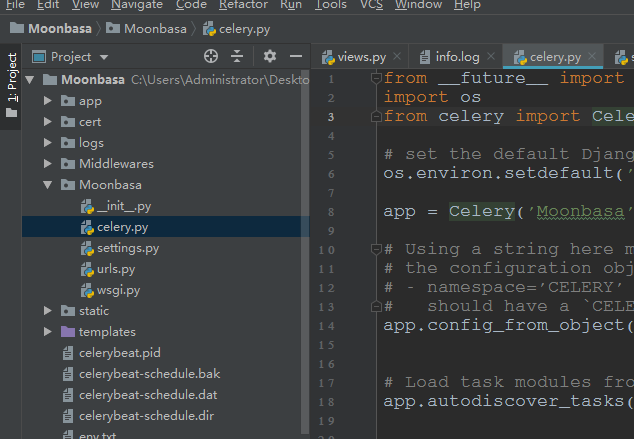 File Edit View Navigate Code Refactor Run Tools VCS Window
Moonbasa Moonbasa celery.py
1: Project
Project
views.py info.log celery.py
Moonbasa C:\Users\Administrator\Deskto
app
cert
logs
Middlewares
Moonbasa
__init__.py
celery.py
settings.py
urls.py
wsgi.py
static
templates
celerybeat.pid
celerybeat-schedule.bak
celerybeat-schedule.dat
celerybeat-schedule.dir
env.txt
1 from __future__ import
2 import os
3 from celery import Cele
4
5 # set the default Djang
6 os.environ.setdefault('
7
8 app = Celery('Moonbasa'
9
10 # Using a string here m
11 # the configuration obj
12 # - namespace='CELERY'
13 #   should have a `CELE
14 app.config_from_object(
15
16
17 # Load task modules fro
18 app.autodiscover_tasks(
19